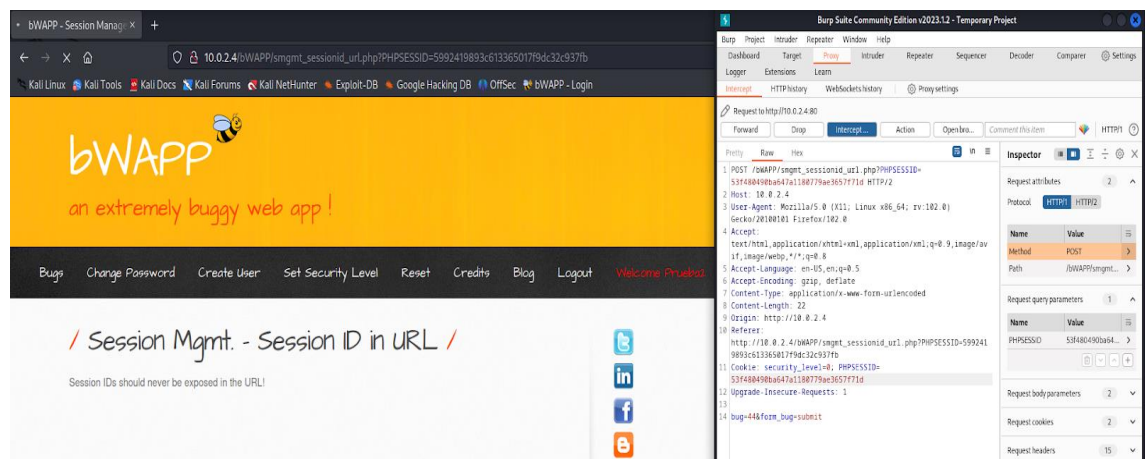 bWAPP - Session Manage × +
10.0.2.4/bWAPP/smgmt_sessionid_url.php?PHPSESSID=5992419893c613365017f9dc32c937fb
Kali Linux Kali Tools Kali Docs Kali Forums Kali NetHunter Exploit-DB Google Hacking DB OffSec bWAPP - Login
bWAPP
an extremely buggy web app !
Bugs Change Password Create User Set Security Level Reset Credits Blog Logout Welcome Prueba1
/ Session Mgmt. - Session ID in URL /
Session IDs should never be exposed in the URL!
Burp Suite Community Edition v2023.1.2 - Temporary Project
Burp Project Intruder Repeater Window Help
Dashboard Target Proxy Intruder Repeater Sequencer Decoder Comparer Settings
Logger Extensions Learn
Intercept HTTP history WebSockets history Proxy settings
Request to http://10.0.2.4:80
Forward Drop Intercept... Action Open bro... Comment this item HTTP/1
Pretty Raw Hex
1 POST /bWAPP/smgmt_sessionid_url.php?PHPSESSID=
53f480490ba647a1180779ae3657f71d HTTP/2
2 Host: 10.0.2.4
3 User-Agent: Mozilla/5.0 (X11; Linux x86_64; rv:102.0)
Gecko/20100101 Firefox/102.0
4 Accept:
text/html,application/xhtml+xml,application/xml;q=0.9,image/av
if,image/webp,*/*;q=0.8
5 Accept-Language: en-US,en;q=0.5
6 Accept-Encoding: gzip, deflate
7 Content-Type: application/x-www-form-urlencoded
8 Content-Length: 22
9 Origin: http://10.0.2.4
10 Referer:
http://10.0.2.4/bWAPP/smgmt_sessionid_url.php?PHPSESSID=599241
9893c613365017f9dc32c937fb
11 Cookie: security_level=0; PHPSESSID=
53f480490ba647a1180779ae3657f71d
12 Upgrade-Insecure-Requests: 1
13
14 bug=44&form_bug=submit
Inspector
Request attributes 2
Protocol HTTP/1 HTTP/2
Name Value
Method POST
Path /bWAPP/smgmt...
Request query parameters 1
Name Value
PHPSESSID 53f480490ba64...
Request body parameters 2
Request cookies 2
Request headers 15